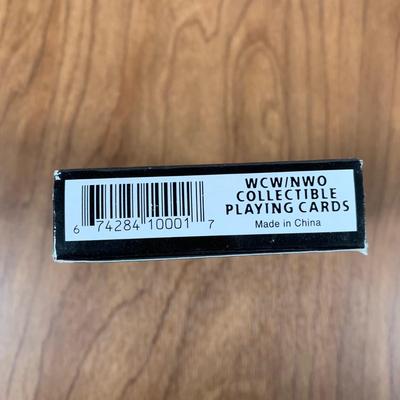 WCW/NWO
COLLECTIBLE
PLAYING CARDS
Made in China
6 74284 10001 7